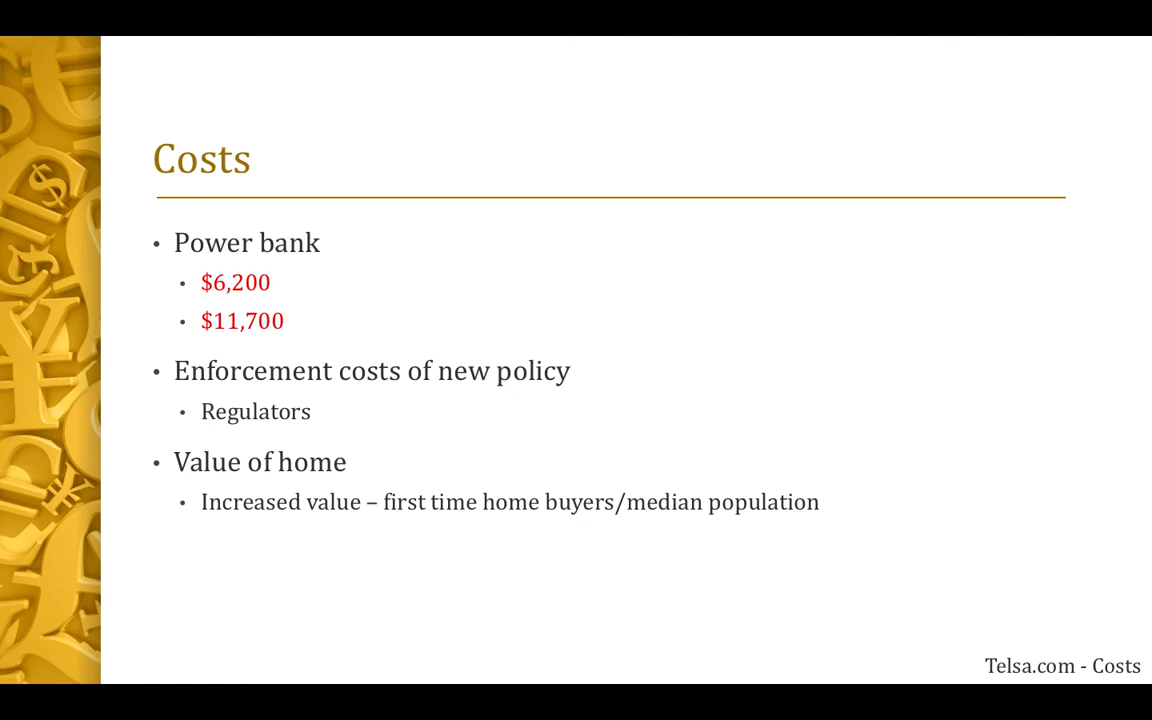 Costs
• Power bank
• $6,200
• $11,700
• Enforcement costs of new policy
• Regulators
• Value of home
• Increased value – first time home buyers/median population
Telsa.com - Costs